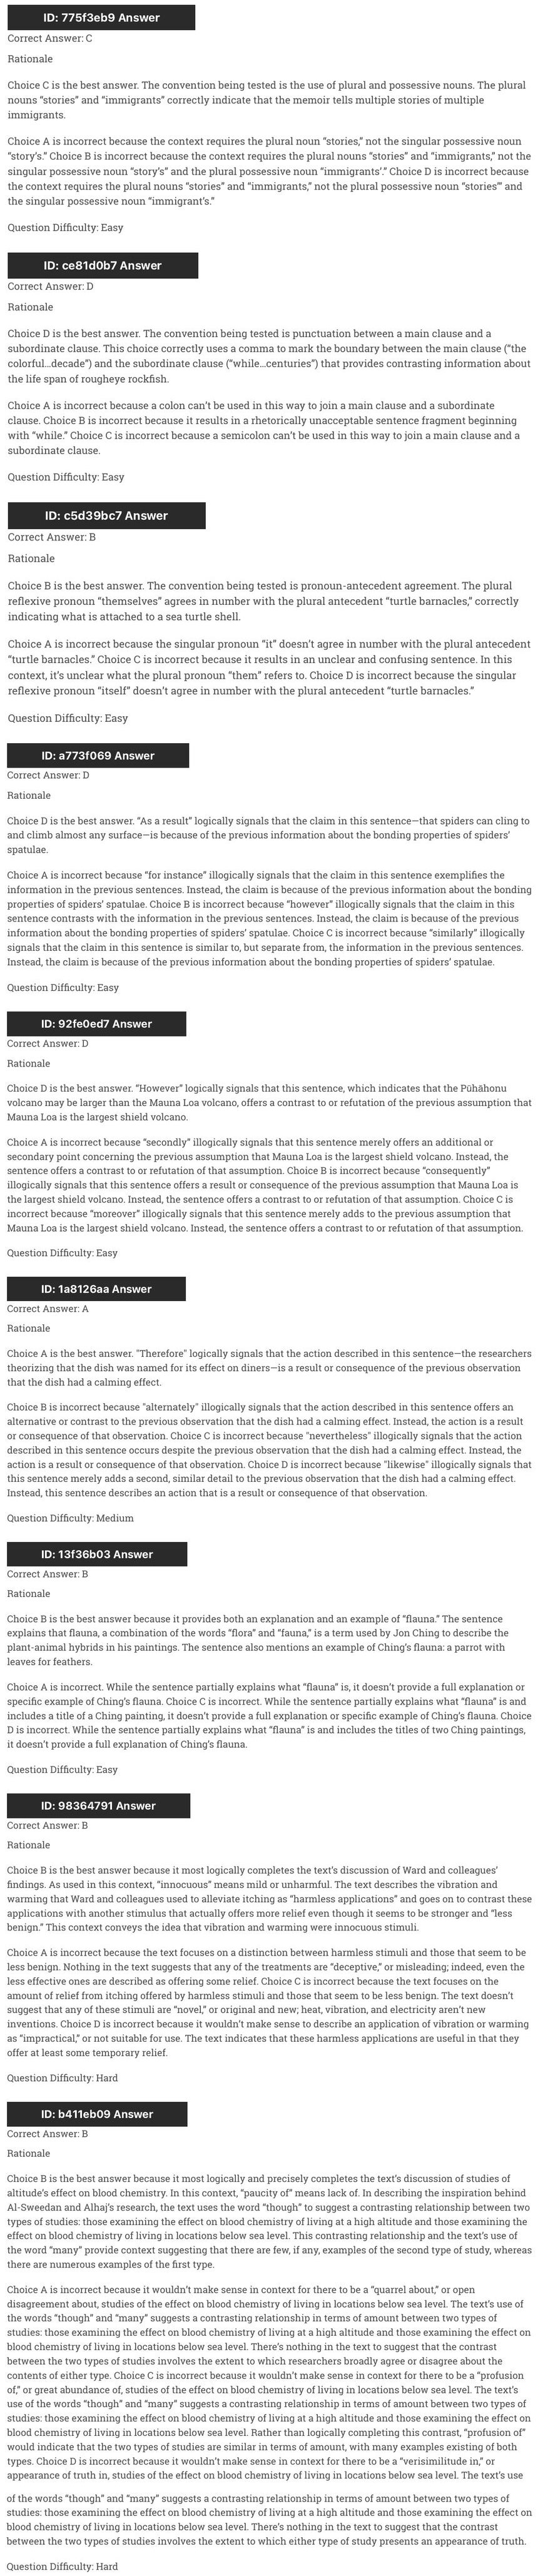 ID: 775f3eb9 Answer
Correct Answer: C
Rationale
Choice C is the best answer. The convention being tested is the use of plural and possessive nouns. The plural
nouns “stories” and “immigrants” correctly indicate that the memoir tells multiple stories of multiple
immigrants.
Choice A is incorrect because the context requires the plural noun “stories,” not the singular possessive noun
“story’s.” Choice B is incorrect because the context requires the plural nouns “stories” and “immigrants,” not the
singular possessive noun “story’s” and the plural possessive noun “immigrants’.” Choice D is incorrect because
the context requires the plural nouns “stories” and “immigrants,” not the plural possessive noun “stories’” and
the singular possessive noun “immigrant’s.”
Question Difficulty: Easy
ID: ce81d0b7 Answer
Correct Answer: D
Rationale
Choice D is the best answer. The convention being tested is punctuation between a main clause and a
subordinate clause. This choice correctly uses a comma to mark the boundary between the main clause (“the
colorful…decade”) and the subordinate clause (“while…centuries”) that provides contrasting information about
the life span of rougheye rockfish.
Choice A is incorrect because a colon can’t be used in this way to join a main clause and a subordinate
clause. Choice B is incorrect because it results in a rhetorically unacceptable sentence fragment beginning
with “while.” Choice C is incorrect because a semicolon can’t be used in this way to join a main clause and a
subordinate clause.
Question Difficulty: Easy
ID: c5d39bc7 Answer
Correct Answer: B
Rationale
Choice B is the best answer. The convention being tested is pronoun-antecedent agreement. The plural
reflexive pronoun “themselves” agrees in number with the plural antecedent “turtle barnacles,” correctly
indicating what is attached to a sea turtle shell.
Choice A is incorrect because the singular pronoun “it” doesn’t agree in number with the plural antecedent
“turtle barnacles.” Choice C is incorrect because it results in an unclear and confusing sentence. In this
context, it’s unclear what the plural pronoun “them” refers to. Choice D is incorrect because the singular
reflexive pronoun “itself” doesn’t agree in number with the plural antecedent “turtle barnacles.”
Question Difficulty: Easy
ID: a773f069 Answer
Correct Answer: D
Rationale
Choice D is the best answer. “As a result” logically signals that the claim in this sentence—that spiders can cling to
and climb almost any surface—is because of the previous information about the bonding properties of spiders’
spatulae.
Choice A is incorrect because “for instance” illogically signals that the claim in this sentence exemplifies the
information in the previous sentences. Instead, the claim is because of the previous information about the bonding
properties of spiders’ spatulae. Choice B is incorrect because “however” illogically signals that the claim in this
sentence contrasts with the information in the previous sentences. Instead, the claim is because of the previous
information about the bonding properties of spiders’ spatulae. Choice C is incorrect because “similarly” illogically
signals that the claim in this sentence is similar to, but separate from, the information in the previous sentences.
Instead, the claim is because of the previous information about the bonding properties of spiders’ spatulae.
Question Difficulty: Easy
ID: 92fe0ed7 Answer
Correct Answer: D
Rationale
Choice D is the best answer. “However” logically signals that this sentence, which indicates that the Pūhāhonu
volcano may be larger than the Mauna Loa volcano, offers a contrast to or refutation of the previous assumption that
Mauna Loa is the largest shield volcano.
Choice A is incorrect because “secondly” illogically signals that this sentence merely offers an additional or
secondary point concerning the previous assumption that Mauna Loa is the largest shield volcano. Instead, the
sentence offers a contrast to or refutation of that assumption. Choice B is incorrect because “consequently”
illogically signals that this sentence offers a result or consequence of the previous assumption that Mauna Loa is
the largest shield volcano. Instead, the sentence offers a contrast to or refutation of that assumption. Choice C is
incorrect because “moreover” illogically signals that this sentence merely adds to the previous assumption that
Mauna Loa is the largest shield volcano. Instead, the sentence offers a contrast to or refutation of that assumption.
Question Difficulty: Easy
ID: 1a8126aa Answer
Correct Answer: A
Rationale
Choice A is the best answer. "Therefore" logically signals that the action described in this sentence—the researchers
theorizing that the dish was named for its effect on diners—is a result or consequence of the previous observation
that the dish had a calming effect.
Choice B is incorrect because "alternately" illogically signals that the action described in this sentence offers an
alternative or contrast to the previous observation that the dish had a calming effect. Instead, the action is a result
or consequence of that observation. Choice C is incorrect because "nevertheless" illogically signals that the action
described in this sentence occurs despite the previous observation that the dish had a calming effect. Instead, the
action is a result or consequence of that observation. Choice D is incorrect because "likewise" illogically signals that
this sentence merely adds a second, similar detail to the previous observation that the dish had a calming effect.
Instead, this sentence describes an action that is a result or consequence of that observation.
Question Difficulty: Medium
ID: 13f36b03 Answer
Correct Answer: B
Rationale
Choice B is the best answer because it provides both an explanation and an example of “flauna.” The sentence
explains that flauna, a combination of the words “flora” and “fauna,” is a term used by Jon Ching to describe the
plant-animal hybrids in his paintings. The sentence also mentions an example of Ching’s flauna: a parrot with
leaves for feathers.
Choice A is incorrect. While the sentence partially explains what “flauna” is, it doesn’t provide a full explanation or
specific example of Ching’s flauna. Choice C is incorrect. While the sentence partially explains what “flauna” is and
includes a title of a Ching painting, it doesn’t provide a full explanation or specific example of Ching’s flauna. Choice
D is incorrect. While the sentence partially explains what “flauna” is and includes the titles of two Ching paintings,
it doesn’t provide a full explanation of Ching’s flauna.
Question Difficulty: Easy
ID: 98364791 Answer
Correct Answer: B
Rationale
Choice B is the best answer because it most logically completes the text’s discussion of Ward and colleagues’
findings. As used in this context, “innocuous” means mild or unharmful. The text describes the vibration and
warming that Ward and colleagues used to alleviate itching as “harmless applications” and goes on to contrast these
applications with another stimulus that actually offers more relief even though it seems to be stronger and “less
benign.” This context conveys the idea that vibration and warming were innocuous stimuli.
Choice A is incorrect because the text focuses on a distinction between harmless stimuli and those that seem to be
less benign. Nothing in the text suggests that any of the treatments are “deceptive,” or misleading; indeed, even the
less effective ones are described as offering some relief. Choice C is incorrect because the text focuses on the
amount of relief from itching offered by harmless stimuli and those that seem to be less benign. The text doesn’t
suggest that any of these stimuli are “novel,” or original and new; heat, vibration, and electricity aren’t new
inventions. Choice D is incorrect because it wouldn’t make sense to describe an application of vibration or warming
as “impractical,” or not suitable for use. The text indicates that these harmless applications are useful in that they
offer at least some temporary relief.
Question Difficulty: Hard
ID: b411eb09 Answer
Correct Answer: B
Rationale
Choice B is the best answer because it most logically and precisely completes the text’s discussion of studies of
altitude’s effect on blood chemistry. In this context, “paucity of” means lack of. In describing the inspiration behind
Al-Sweedan and Alhaj’s research, the text uses the word “though” to suggest a contrasting relationship between two
types of studies: those examining the effect on blood chemistry of living at a high altitude and those examining the
effect on blood chemistry of living in locations below sea level. This contrasting relationship and the text’s use of
the word “many” provide context suggesting that there are few, if any, examples of the second type of study, whereas
there are numerous examples of the first type.
Choice A is incorrect because it wouldn’t make sense in context for there to be a “quarrel about,” or open
disagreement about, studies of the effect on blood chemistry of living in locations below sea level. The text’s use of
the words “though” and “many” suggests a contrasting relationship in terms of amount between two types of
studies: those examining the effect on blood chemistry of living at a high altitude and those examining the effect on
blood chemistry of living in locations below sea level. There’s nothing in the text to suggest that the contrast
between the two types of studies involves the extent to which researchers broadly agree or disagree about the
contents of either type. Choice C is incorrect because it wouldn’t make sense in context for there to be a “profusion
of,” or great abundance of, studies of the effect on blood chemistry of living in locations below sea level. The text’s
use of the words “though” and “many” suggests a contrasting relationship in terms of amount between two types of
studies: those examining the effect on blood chemistry of living at a high altitude and those examining the effect on
blood chemistry of living in locations below sea level. Rather than logically completing this contrast, “profusion of”
would indicate that the two types of studies are similar in terms of amount, with many examples existing of both
types. Choice D is incorrect because it wouldn’t make sense in context for there to be a “verisimilitude in,” or
appearance of truth in, studies of the effect on blood chemistry of living in locations below sea level. The text’s use
of the words “though” and “many” suggests a contrasting relationship in terms of amount between two types of
studies: those examining the effect on blood chemistry of living at a high altitude and those examining the effect on
blood chemistry of living in locations below sea level. There’s nothing in the text to suggest that the contrast
between the two types of studies involves the extent to which either type of study presents an appearance of truth.
Question Difficulty: Hard